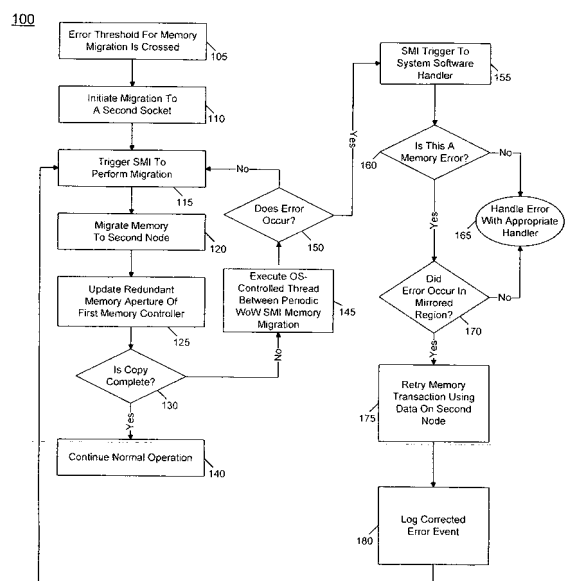 100
Error Threshold For Memory
Migration Is Crossed
105
Initiate Migration To
A Second Socket
110
Trigger SMI To
Perform Migration
115
Migrate Memory
To Second Node
120
Update Redundant
Memory Aperture Of
First Memory Controller
125
Is Copy
Complete?
130
Yes
No
Continue Normal Operation
140
Execute OS-
Controlled Thread
Between Periodic
WoW SMI Memory
Migration
145
Does Error
Occur?
150
No
Yes
SMI Trigger To
System Software
Handler
155
Is This A
Memory Error?
160
No
Yes
Handle Error
With Appropriate
Handler
165
Did
Error Occur In
Mirrored
Region?
170
No
Yes
Retry Memory
Transaction Using
Data On Second
Node
175
Log Corrected
Error Event
180